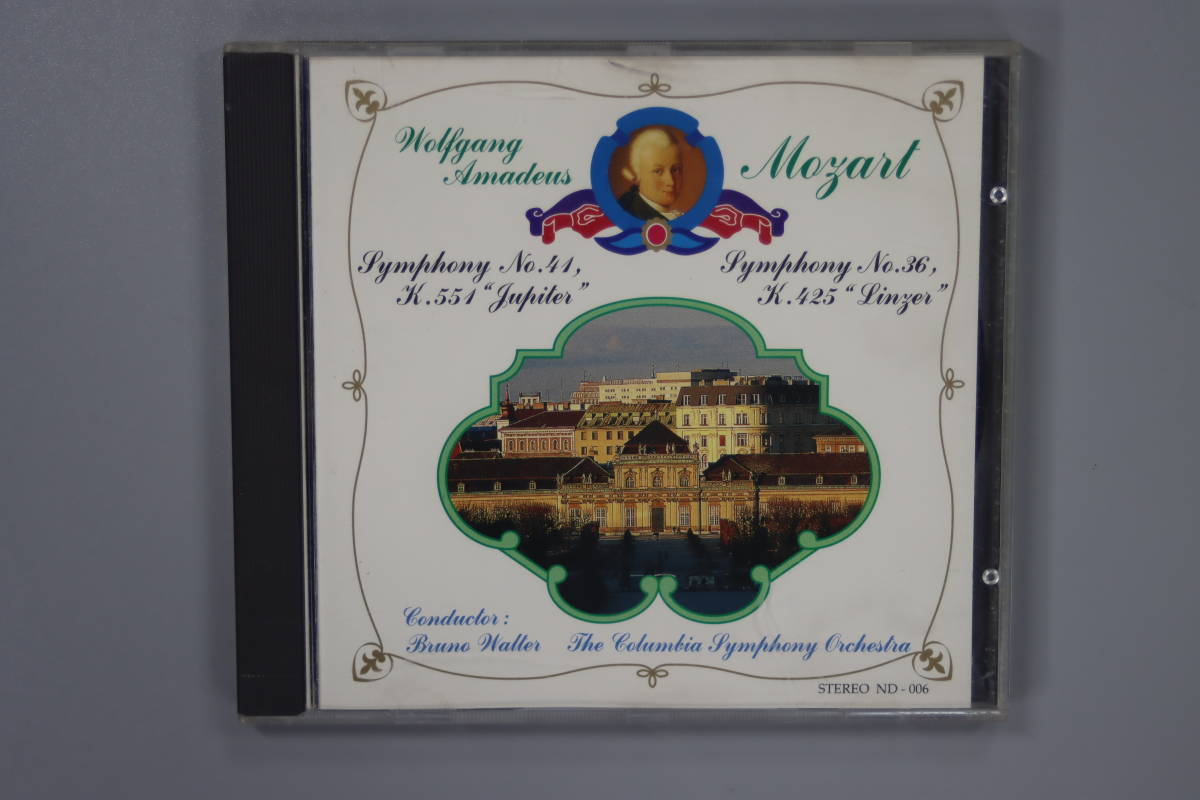 Wolfgang
Amadeus
Mozart
Symphony No.41,
K.551 "Jupiter"
Symphony No.36,
K.425 "Linzer"
Conductor:
Bruno Walter The Columbia Symphony Orchestra
STEREO ND-006